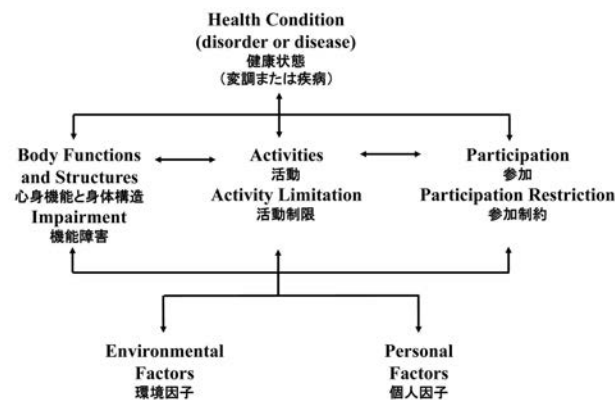 Health Condition
(disorder or disease)
健康状態
(変調または疾病)
Body Functions
and Structures
心身機能と身体構造
Impairment
機能障害
Activities
活動
Activity Limitation
活動制限
Participation
参加
Participation Restriction
参加制約
Environmental
Factors
環境因子
Personal
Factors
個人因子